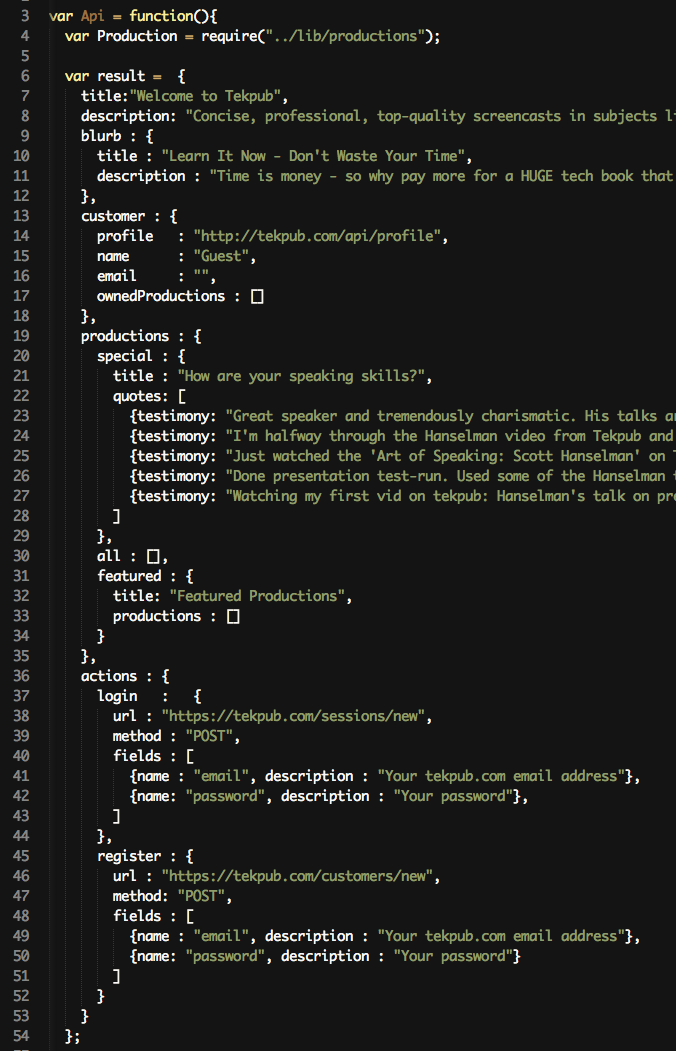 3 var Api = function(){
4   var Production = require("../lib/productions");
5
6   var result =  {
7     title:"Welcome to Tekpub",
8     description: "Concise, professional, top-quality screencasts in subjects
9     blurb : {
10       title : "Learn It Now - Don't Waste Your Time",
11       description : "Time is money - so why pay more for a HUGE tech book that
12     },
13     customer : {
14       profile   : "http://tekpub.com/api/profile",
15       name      : "Guest",
16       email     : "",
17       ownedProductions : []
18     },
19     productions : {
20       special : {
21         title : "How are your speaking skills?",
22         quotes: [
23           {testimony: "Great speaker and tremendously charismatic. His talks
24           {testimony: "I'm halfway through the Hanselman video from Tekpub and
25           {testimony: "Just watched the 'Art of Speaking: Scott Hanselman' on
26           {testimony: "Done presentation test-run. Used some of the Hanselman
27           {testimony: "Watching my first vid on tekpub: Hanselman's talk on
28         ]
29       },
30       all : [],
31       featured : {
32         title: "Featured Productions",
33         productions : []
34       }
35     },
36     actions : {
37       login   :   {
38         url : "https://tekpub.com/sessions/new",
39         method : "POST",
40         fields : [
41           {name : "email", description : "Your tekpub.com email address"},
42           {name: "password", description : "Your password"},
43         ]
44       },
45       register : {
46         url : "https://tekpub.com/customers/new",
47         method: "POST",
48         fields : [
49           {name : "email", description : "Your tekpub.com email address"},
50           {name: "password", description : "Your password"}
51         ]
52       }
53     }
54   };